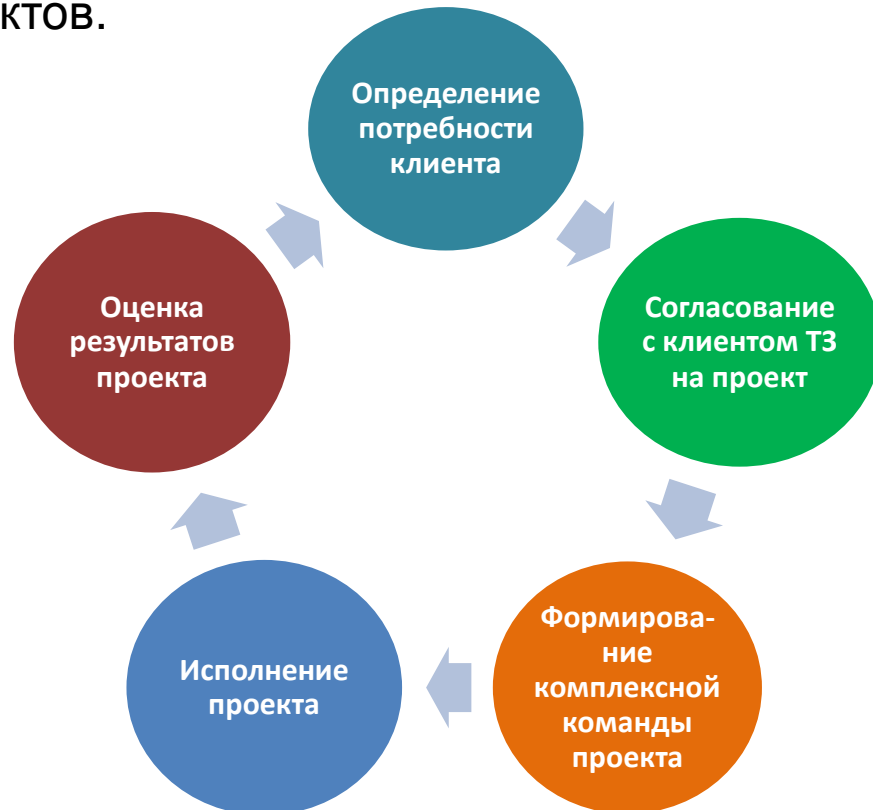 ктов.
Определение
потребности
клиента
Согласование
с клиентом ТЗ
на проект
Формирова-
ние
комплексной
команды
проекта
Исполнение
проекта
Оценка
результатов
проекта